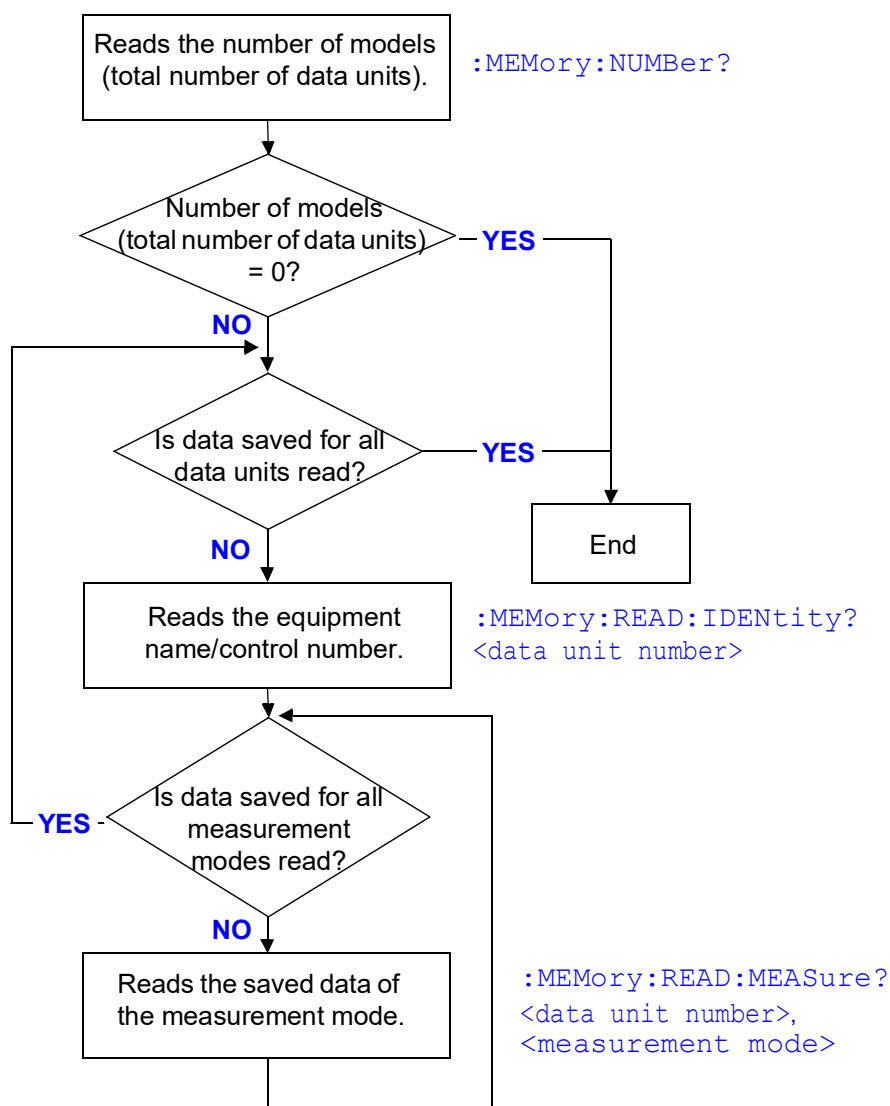 Reads the number of models
(total number of data units).
:MEMory:NUMBer?
Number of models
(total number of data units)
= 0?
YES
NO
Is data saved for all
data units read?
YES
End
NO
Reads the equipment
name/control number.
:MEMory:READ:IDENtity?
<data unit number>
Is data saved for all
measurement
modes read?
YES
NO
Reads the saved data of
the measurement mode.
:MEMory:READ:MEASure?
<data unit number>,
<measurement mode>